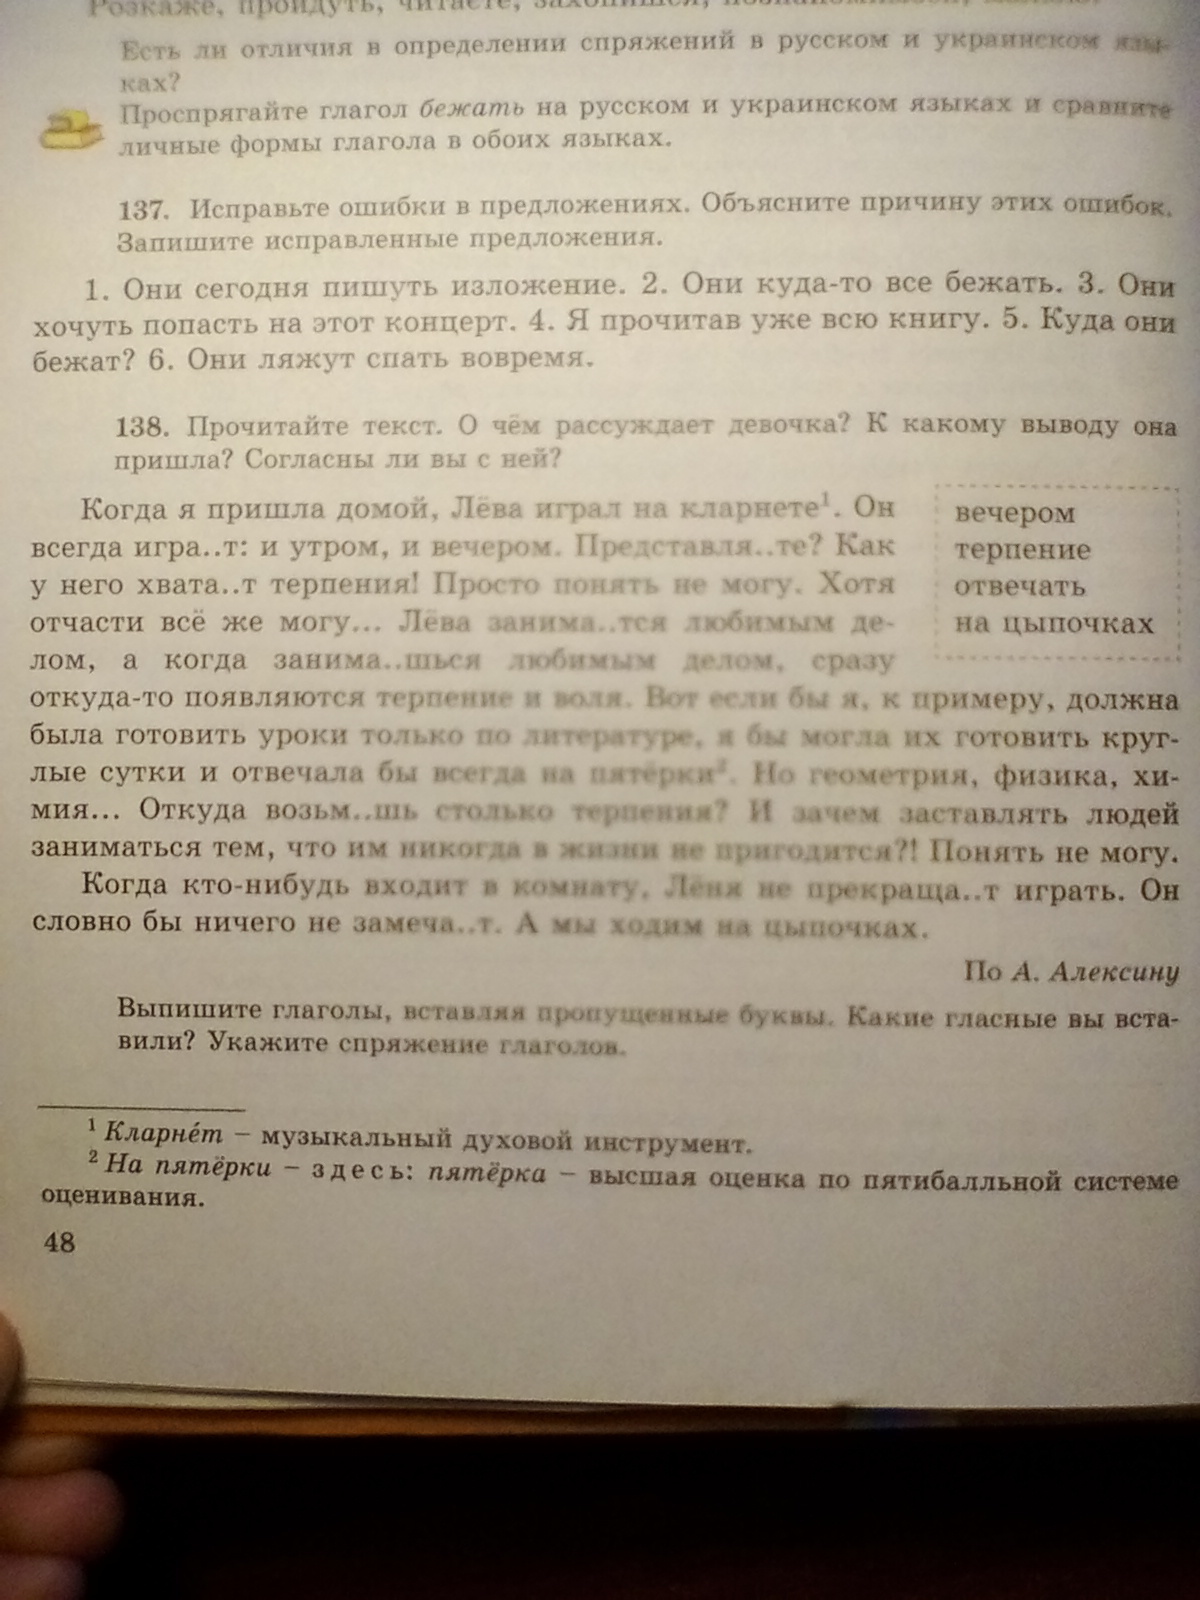 Розкаже, пройдуть, читаєте,
Есть ли отличия в определении спряжений в русском и украинском язы-
ках?
Проспрягайте глагол бежать на русском и украинском языках и сравните
личные формы глагола в обоих языках.
137. Исправьте ошибки в предложениях. Объясните причину этих ошибок.
Запишите исправленные предложения.
1. Они сегодня пишуть изложение. 2. Они куда-то все бежать. 3. Они
хочуть попасть на этот концерт. 4. Я прочитав уже всю книгу. 5. Куда они
бежат? 6. Они ляжут спать вовремя.
138. Прочитайте текст. О чём рассуждает девочка? К какому выводу она
пришла? Согласны ли вы с ней?
Когда я пришла домой, Лёва играл на кларнете1. Он
всегда игра..т: и утром, и вечером. Представля..те? Как
у него хвата..т терпения! Просто понять не могу. Хотя
отчасти всё же могу... Лёва занима..тся любимым де-
лом, а когда занима..шься любимым делом, сразу
откуда-то появляются терпение и воля. Вот если бы я, к примеру, должна
была готовить уроки только по литературе, я бы могла их готовить круг-
лые сутки и отвечала бы всегда на пятёрки2. Но геометрия, физика, хи-
мия... Откуда возьм..шь столько терпения? И зачем заставлять людей
заниматься тем, что им никогда в жизни не пригодится?! Понять не могу.
Когда кто-нибудь входит в комнату, Лёня не прекраща..т играть. Он
словно бы ничего не замеча..т. А мы ходим на цыпочках.
вечером
терпение
отвечать
на цыпочках
По А. Алексину
Выпишите глаголы, вставляя пропущенные буквы. Какие гласные вы вста-
вили? Укажите спряжение глаголов.
1 Кларнéт – музыкальный духовой инструмент.
2 На пятёрки – здесь: пятёрка – высшая оценка по пятибалльной системе
оценивания.
48